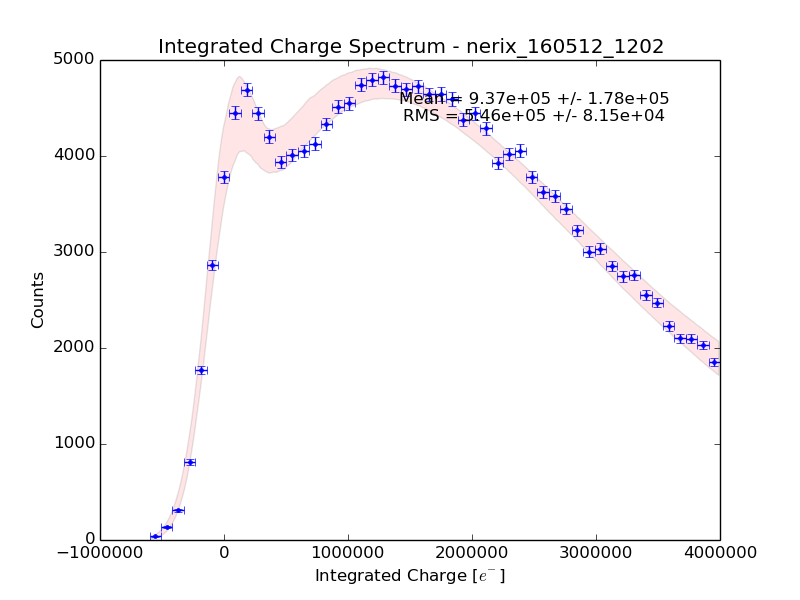 Integrated Charge Spectrum - nerix_160512_1202
5000
Mean = 9.37e+05 +/- 1.78e+05
RMS = 5.46e+05 +/- 8.15e+04
4000
3000
Counts
2000
1000
0
−1000000 0 1000000 2000000 3000000 4000000
Integrated Charge [e⁻]